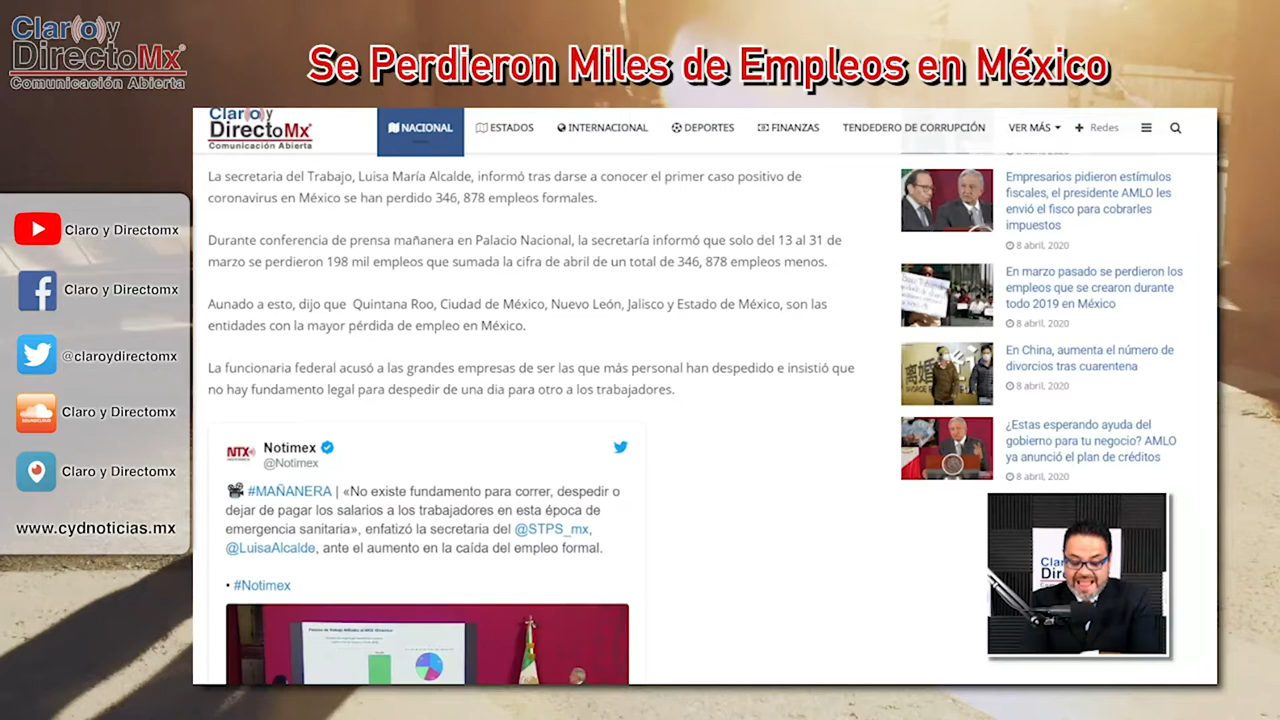 Claro y
DirectoMx®
Comunicación Abierta
Se Perdieron Miles de Empleos en México
Claro y Directomx
Claro y Directomx
@claroydirectomx
SOUNDCLOUD
Claro y Directomx
Claro y Directomx
www.cydnoticias.mx
Claro y
DirectoMx
Comunicación Abierta
NACIONAL
ESTADOS
INTERNACIONAL
DEPORTES
FINANZAS
TENDEDERO DE CORRUPCIÓN
VER MÁS
Redes
La secretaria del Trabajo, Luisa María Alcalde, informó tras darse a conocer el primer caso positivo de
coronavirus en México se han perdido 346, 878 empleos formales.
Durante conferencia de prensa mañanera en Palacio Nacional, la secretaría informó que solo del 13 al 31 de
marzo se perdieron 198 mil empleos que sumada la cifra de abril de un total de 346, 878 empleos menos.
Aunado a esto, dijo que Quintana Roo, Ciudad de México, Nuevo León, Jalisco y Estado de México, son las
entidades con la mayor pérdida de empleo en México.
La funcionaria federal acusó a las grandes empresas de ser las que más personal han despedido e insistió que
no hay fundamento legal para despedir de una dia para otro a los trabajadores.
NTX
Notimex
@Notimex
#MAÑANERA | «No existe fundamento para correr, despedir o
dejar de pagar los salarios a los trabajadores en esta época de
emergencia sanitaria», enfatizó la secretaria del @STPS_mx,
@LuisaAlcalde, ante el aumento en la caída del empleo formal.
• #Notimex
8 abril, 2020
Empresarios pidieron estímulos
fiscales, el presidente AMLO les
envió el fisco para cobrarles
impuestos
8 abril, 2020
En marzo pasado se perdieron los
empleos que se crearon durante
todo 2019 en México
8 abril, 2020
离婚
En China, aumenta el número de
divorcios tras cuarentena
8 abril, 2020
¿Estas esperando ayuda del
gobierno para tu negocio? AMLO
ya anunció el plan de créditos
8 abril, 2020